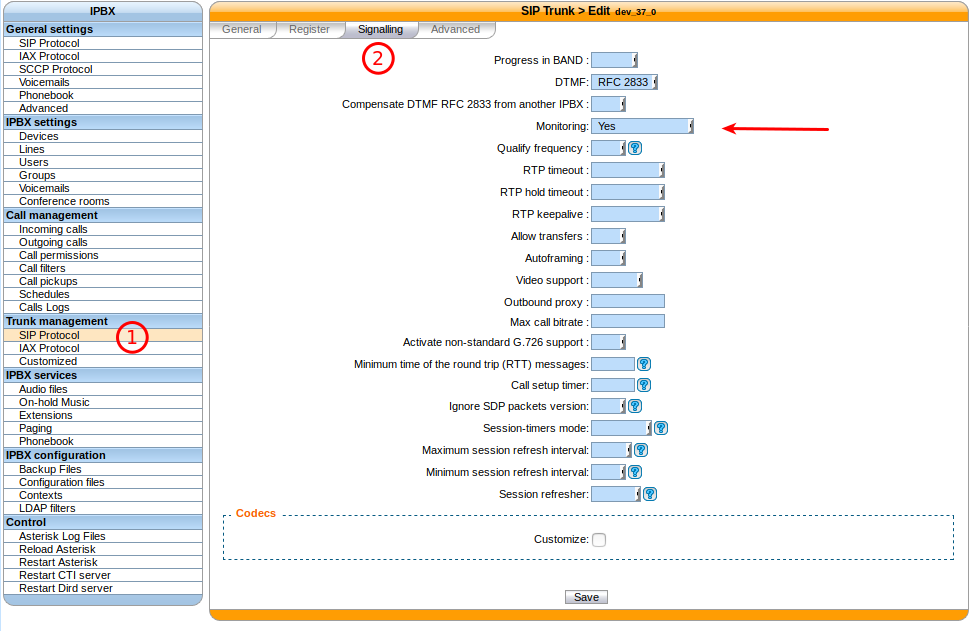 IPBX
General settings
SIP Protocol
IAX Protocol
SCCP Protocol
Voicemails
Phonebook
Advanced
IPBX settings
Devices
Lines
Users
Groups
Voicemails
Conference rooms
Call management
Incoming calls
Outgoing calls
Call permissions
Call filters
Call pickups
Schedules
Calls Logs
Trunk management
SIP Protocol 1
IAX Protocol
Customized
IPBX services
Audio files
On-hold Music
Extensions
Paging
Phonebook
IPBX configuration
Backup Files
Configuration files
Contexts
LDAP filters
Control
Asterisk Log Files
Reload Asterisk
Restart Asterisk
Restart CTI server
Restart Dird server
SIP Trunk > Edit dev_37_0
General Register Signalling Advanced
2
Progress in BAND :
DTMF: RFC 2833
Compensate DTMF RFC 2833 from another IPBX :
Monitoring: Yes
Qualify frequency : ?
RTP timeout :
RTP hold timeout :
RTP keepalive :
Allow transfers :
Autoframing :
Video support :
Outbound proxy :
Max call bitrate :
Activate non-standard G.726 support :
Minimum time of the round trip (RTT) messages: ?
Call setup timer: ?
Ignore SDP packets version: ?
Session-timers mode: ?
Maximum session refresh interval: ?
Minimum session refresh interval: ?
Session refresher: ?
Codecs
Customize:
Save